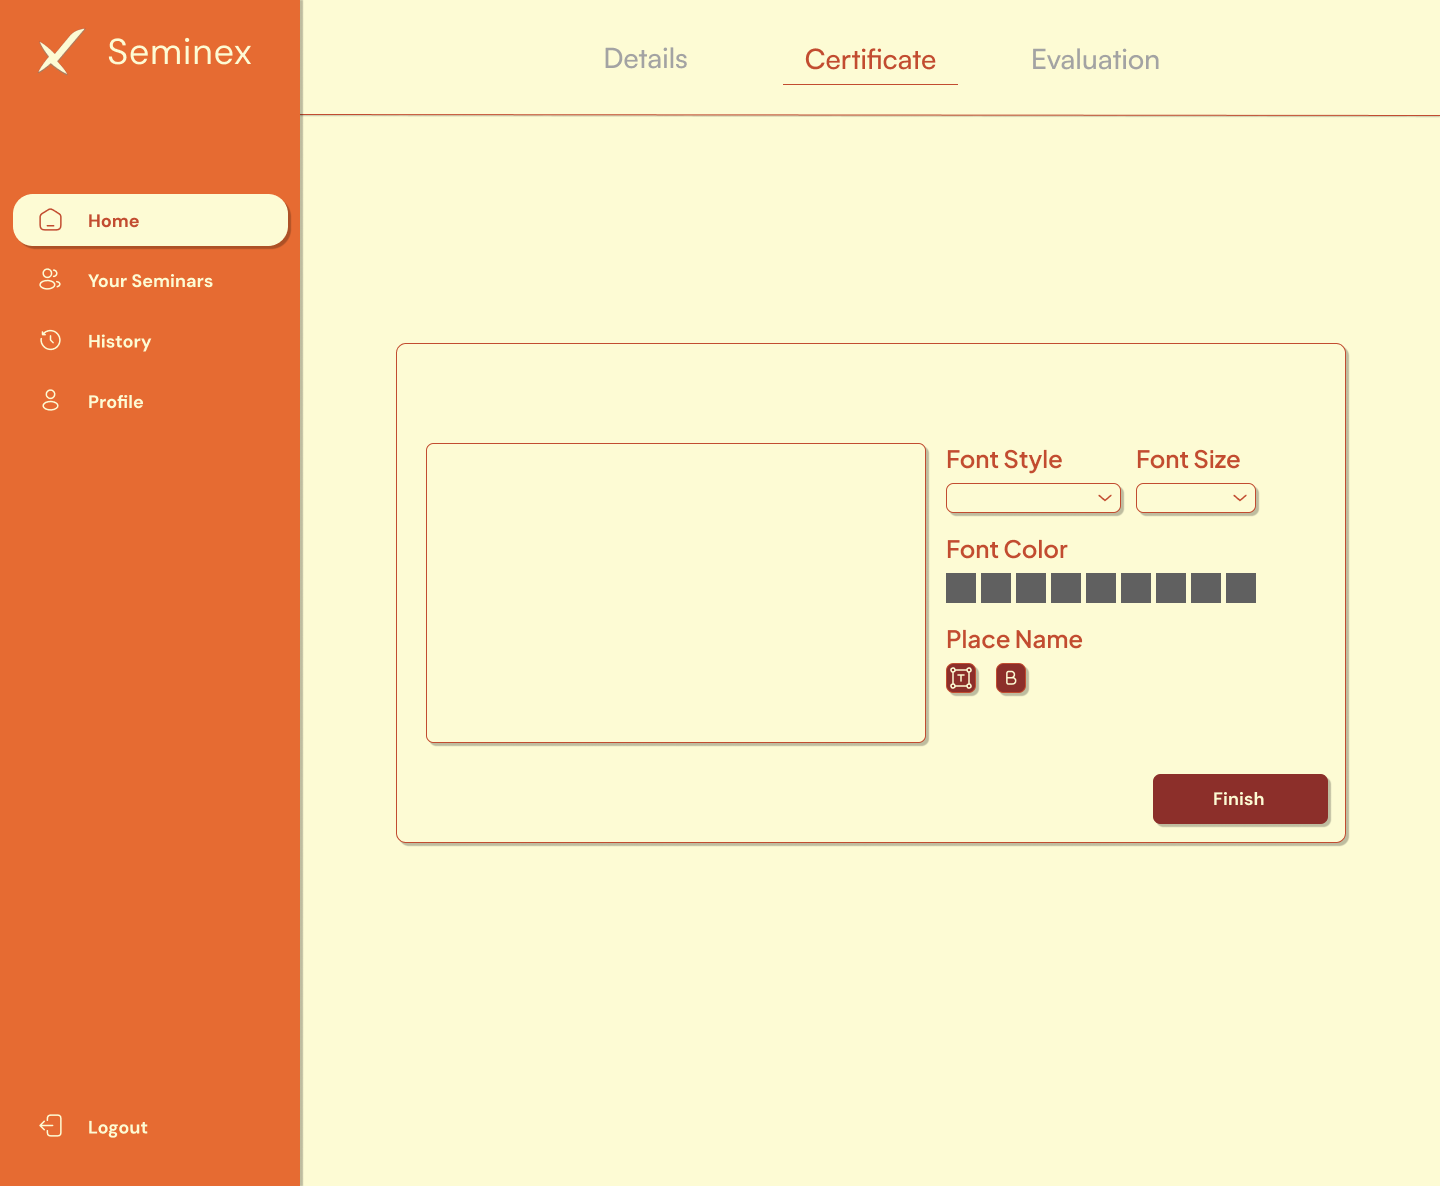 Seminex
Details
Certificate
Evaluation
Home
Your Seminars
History
Profile
Font Style
Font Size
Font Color
Place Name
T
B
Finish
Logout